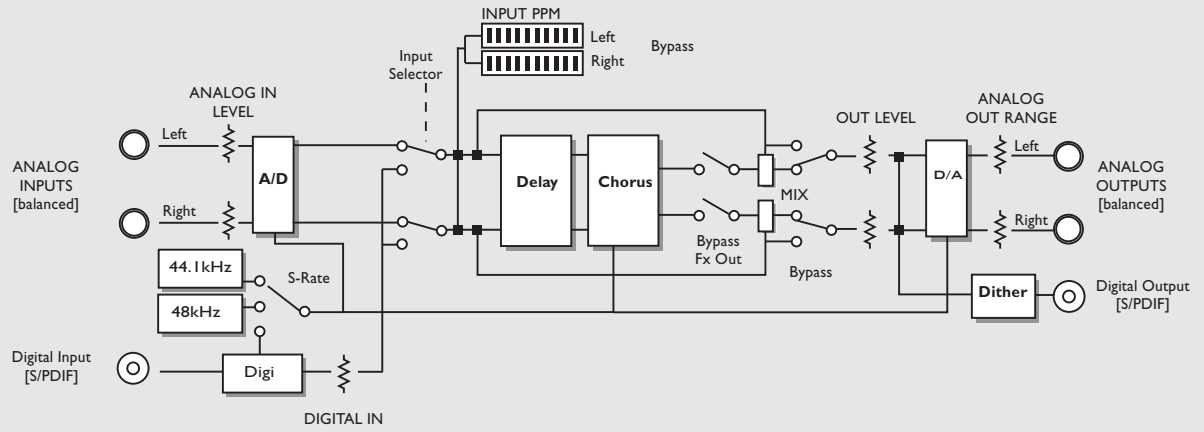 INPUT PPM
Left
Right
Bypass
Input
Selector
ANALOG IN
LEVEL
OUT LEVEL
ANALOG
OUT RANGE
Left
ANALOG
INPUTS
[balanced]
A/D
Delay
Chorus
MIX
D/A
Left
ANALOG
OUTPUTS
[balanced]
Right
Right
Bypass
Fx Out
Bypass
44.1kHz
S-Rate
48kHz
Dither
Digital Output
[S/PDIF]
Digital Input
[S/PDIF]
Digi
DIGITAL IN